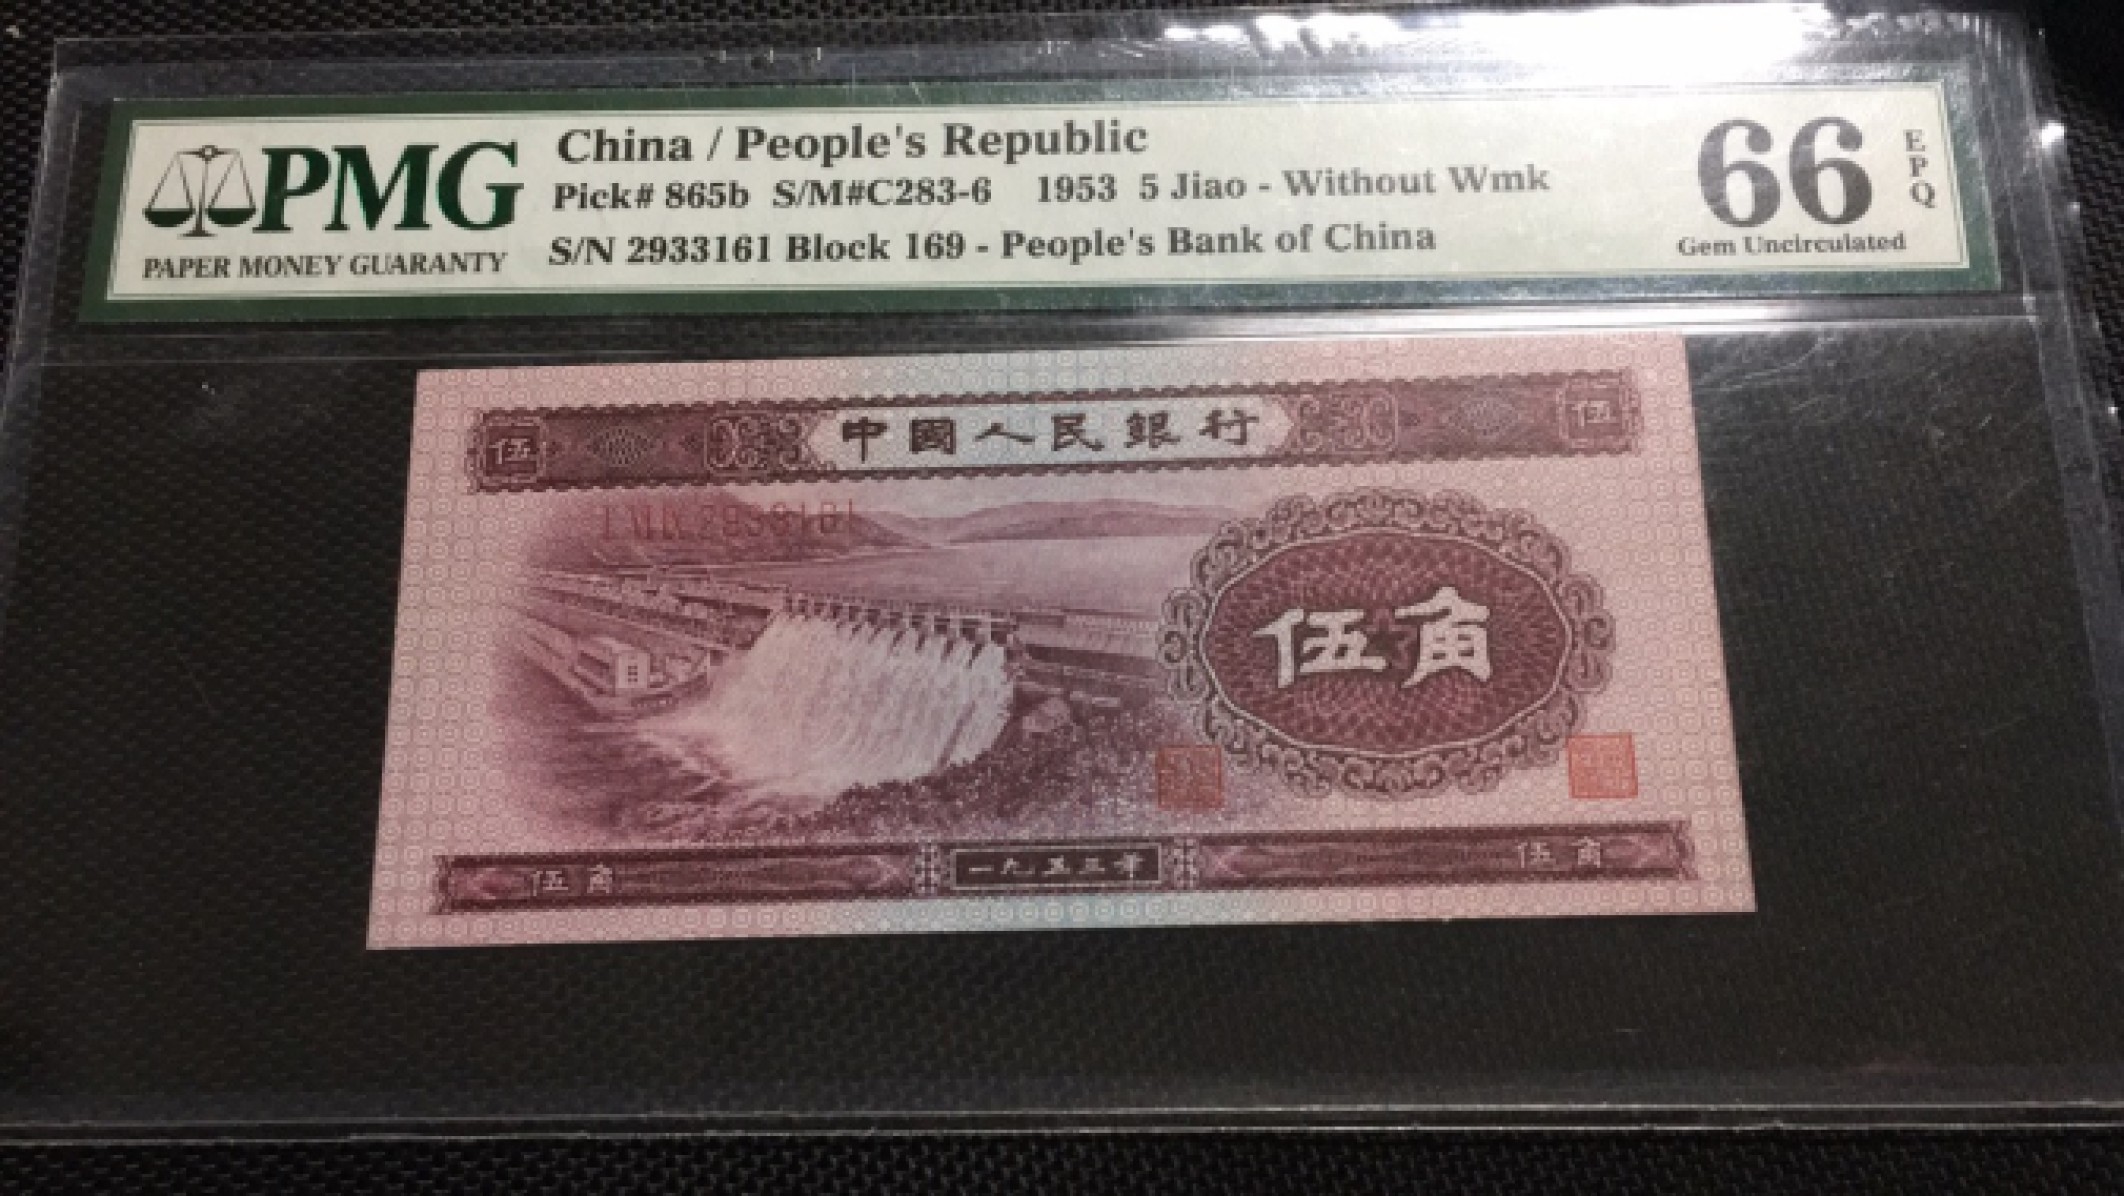 PMG
PAPER MONEY GUARANTY
China / People's Republic
Pick# 865b S/M#C283-6 1953 5 Jiao - Without Wmk
S/N 2933161 Block 169 - People's Bank of China
66
EPQ
Gem Uncirculated
伍 中國人民銀行 伍
2933161
伍角
伍角 一九五三年 伍角